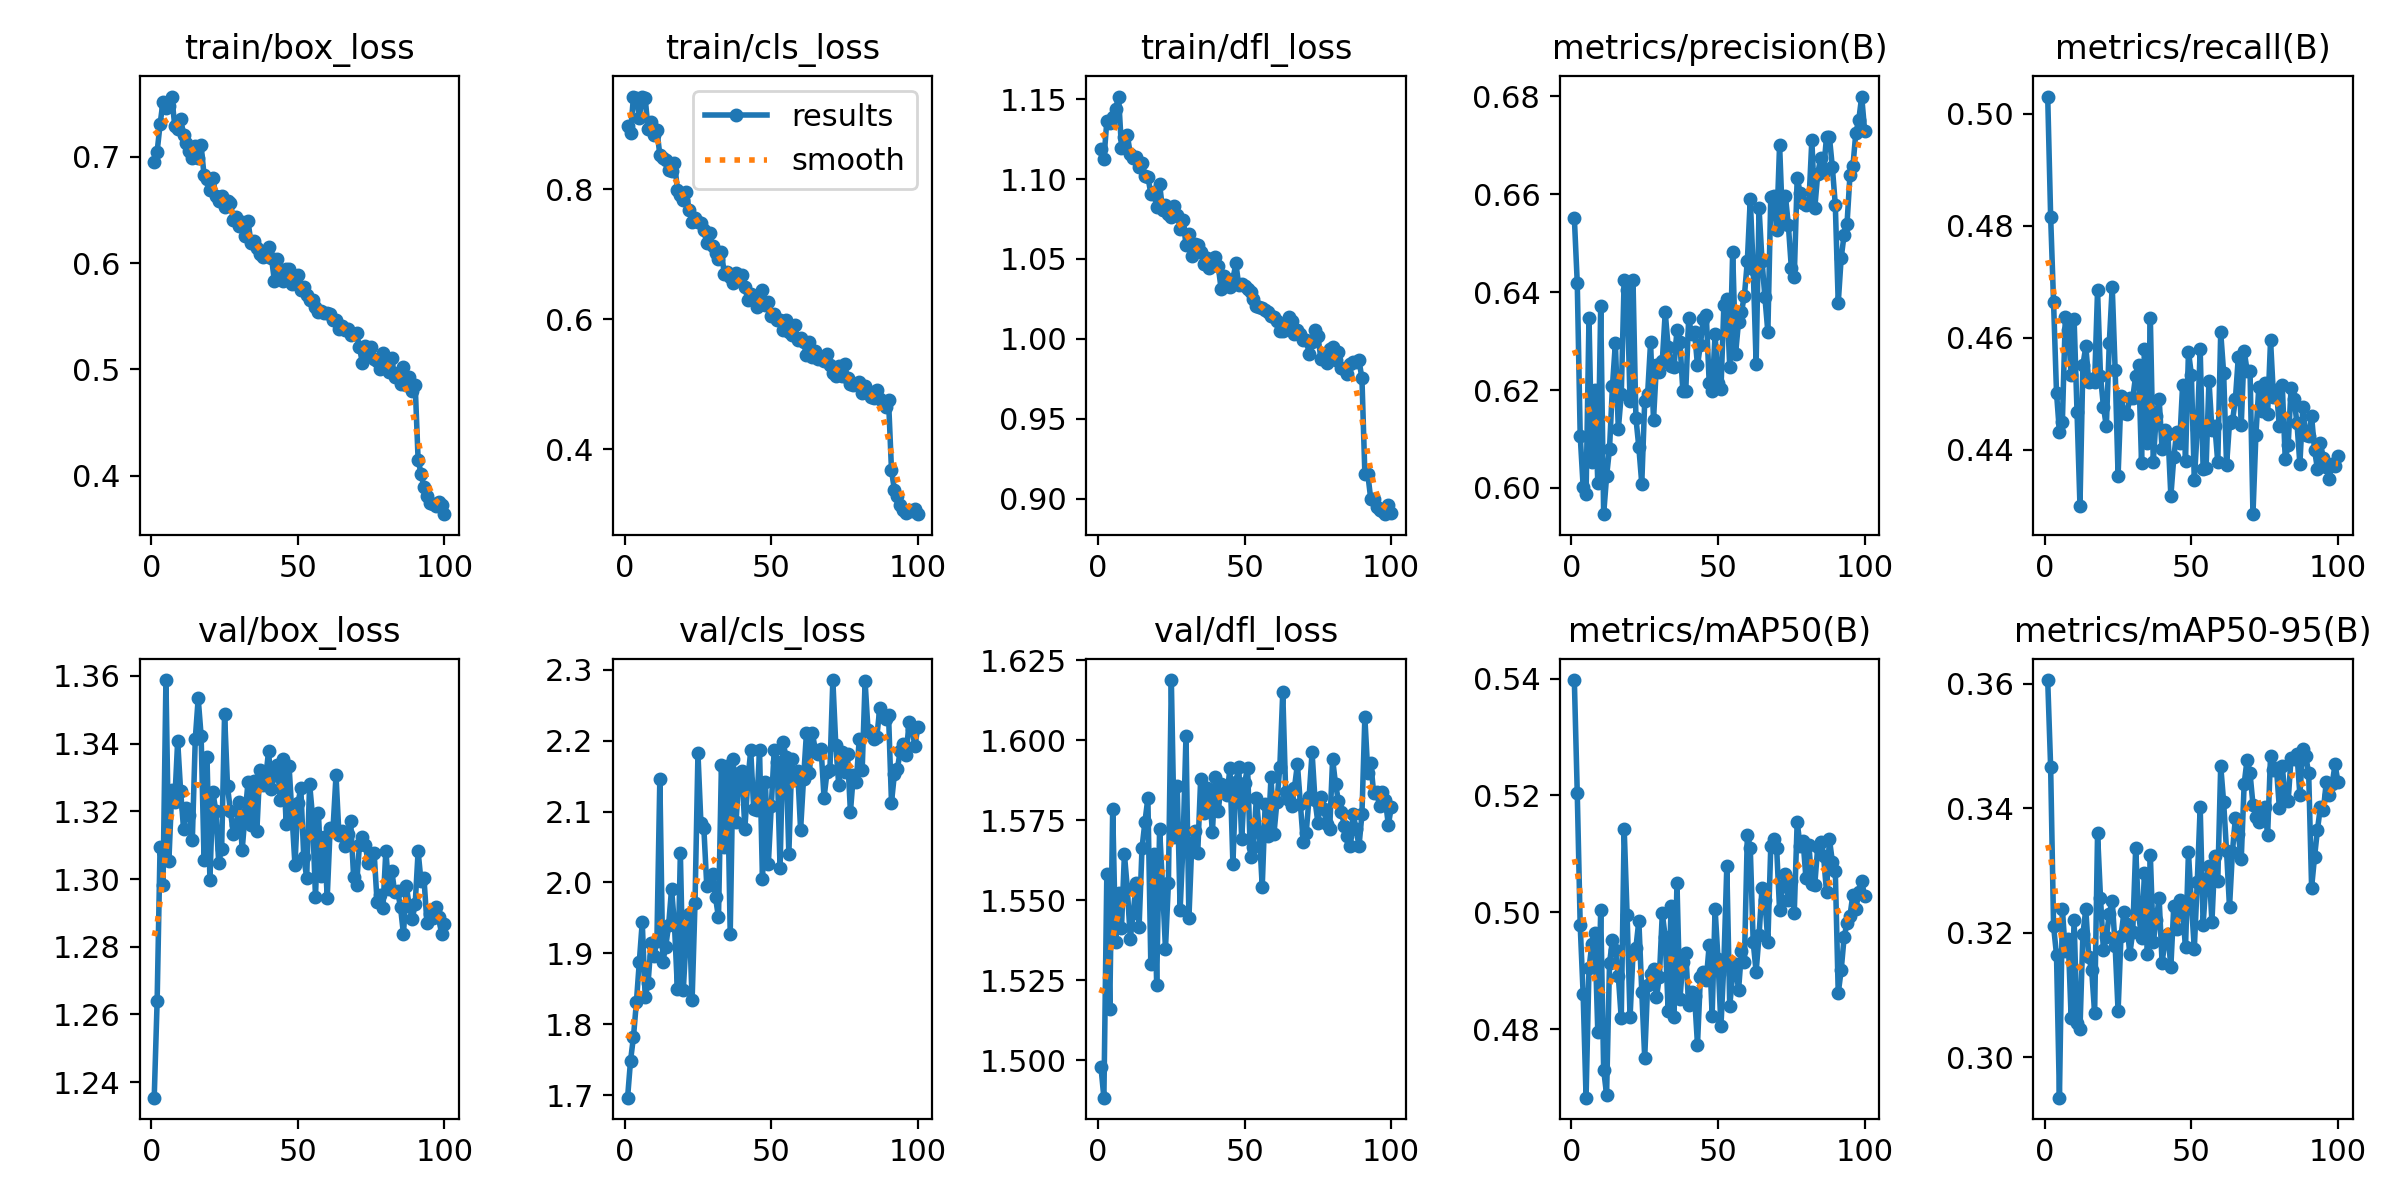 train/box_loss
train/cls_loss
train/dfl_loss
metrics/precision(B)
metrics/recall(B)
0.7
0.6
0.5
0.4
0 50 100
results
smooth
0.8
0.6
0.4
0 50 100
1.15
1.10
1.05
1.00
0.95
0.90
0 50 100
0.68
0.66
0.64
0.62
0.60
0 50 100
0.50
0.48
0.46
0.44
0 50 100
val/box_loss
val/cls_loss
val/dfl_loss
metrics/mAP50(B)
metrics/mAP50-95(B)
1.36
1.34
1.32
1.30
1.28
1.26
1.24
0 50 100
2.3
2.2
2.1
2.0
1.9
1.8
1.7
0 50 100
1.625
1.600
1.575
1.550
1.525
1.500
0 50 100
0.54
0.52
0.50
0.48
0 50 100
0.36
0.34
0.32
0.30
0 50 100